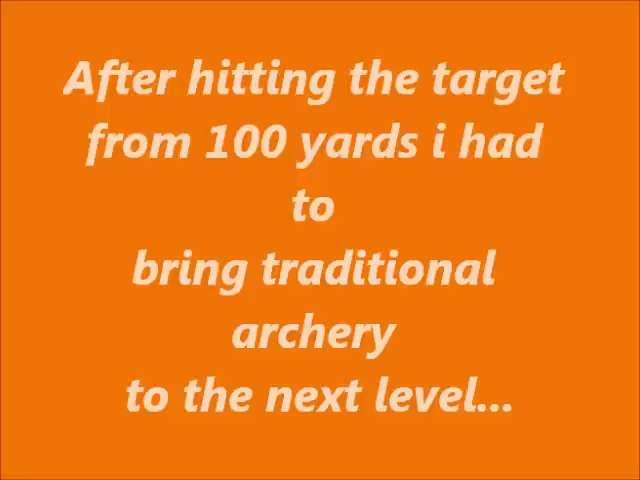 After hitting the target
from 100 yards i had
to
bring traditional
archery
to the next level...